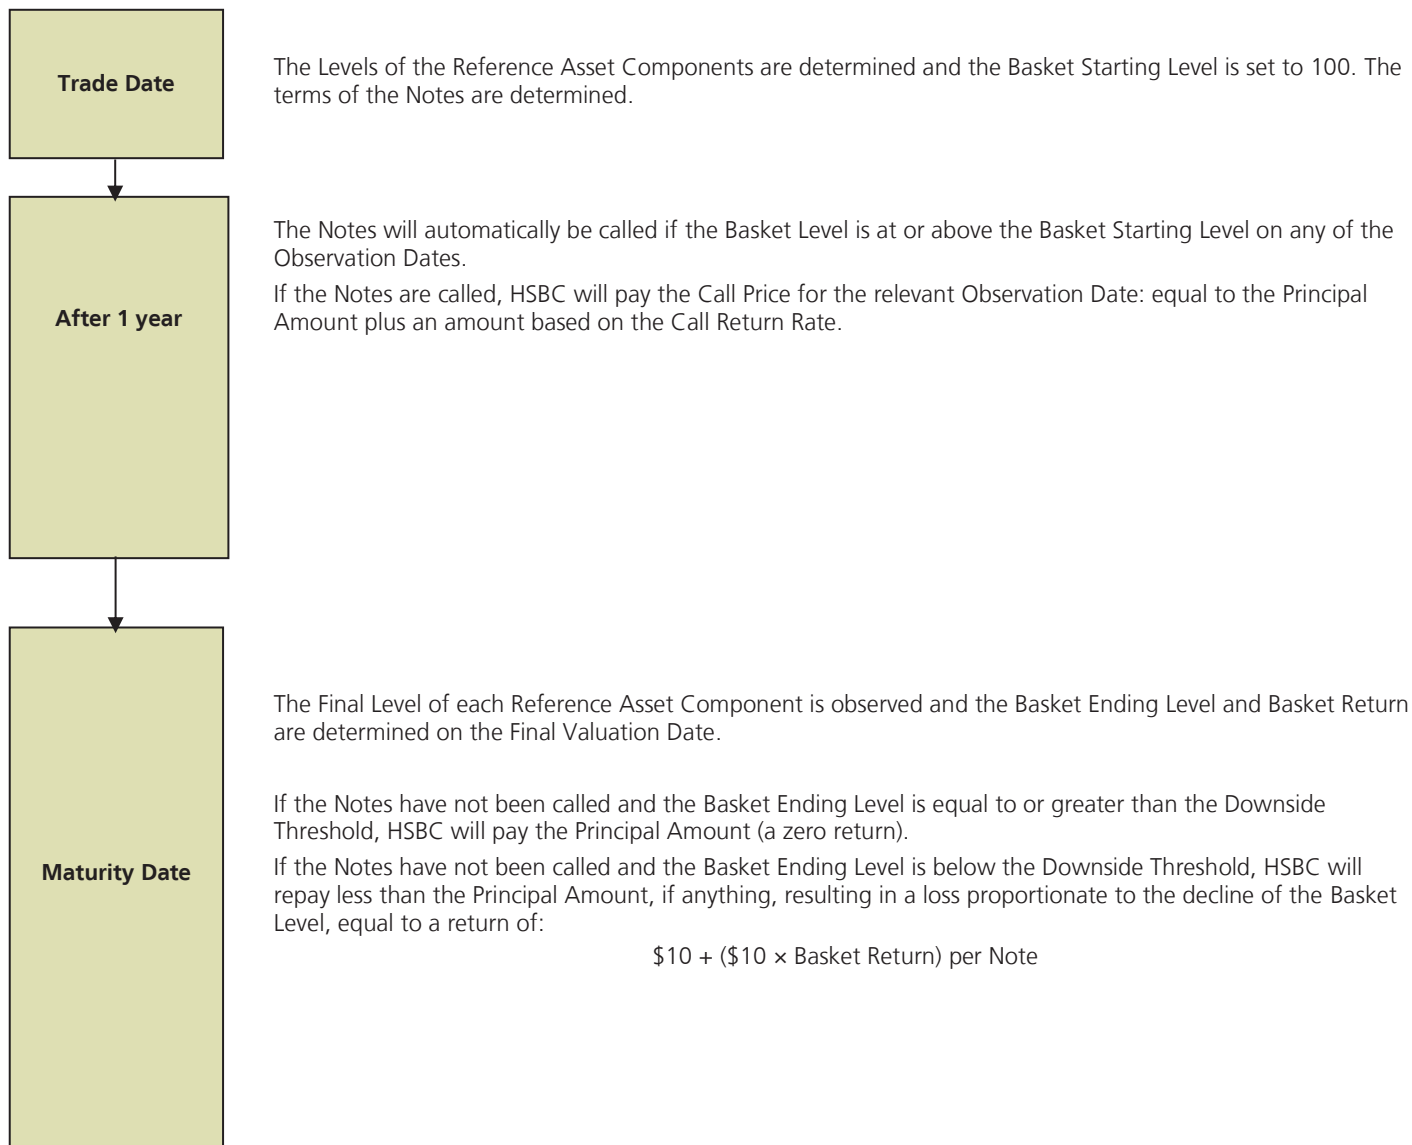 Trade Date
The Levels of the Reference Asset Components are determined and the Basket Starting Level is set to 100. The
terms of the Notes are determined.
After 1 year
The Notes will automatically be called if the Basket Level is at or above the Basket Starting Level on any of the
Observation Dates.
If the Notes are called, HSBC will pay the Call Price for the relevant Observation Date: equal to the Principal
Amount plus an amount based on the Call Return Rate.
Maturity Date
The Final Level of each Reference Asset Component is observed and the Basket Ending Level and Basket Return
are determined on the Final Valuation Date.
If the Notes have not been called and the Basket Ending Level is equal to or greater than the Downside
Threshold, HSBC will pay the Principal Amount (a zero return).
If the Notes have not been called and the Basket Ending Level is below the Downside Threshold, HSBC will
repay less than the Principal Amount, if anything, resulting in a loss proportionate to the decline of the Basket
Level, equal to a return of:
$10 + ($10 × Basket Return) per Note